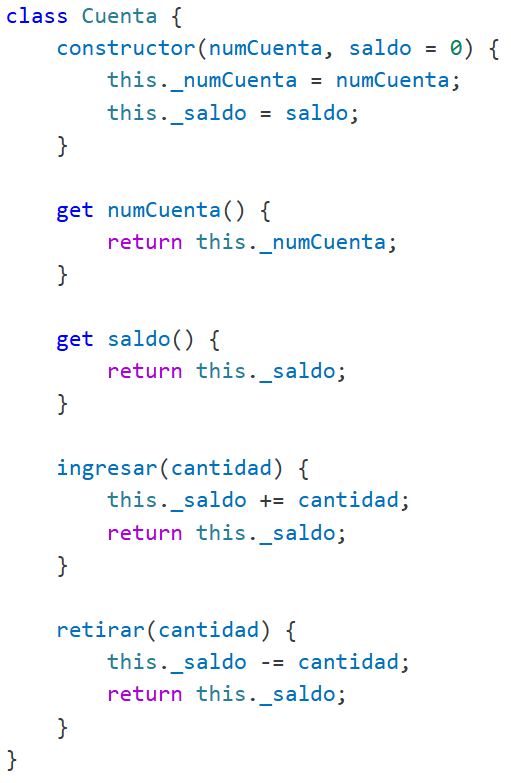 class Cuenta {
    constructor(numCuenta, saldo = 0) {
        this._numCuenta = numCuenta;
        this._saldo = saldo;
    }

    get numCuenta() {
        return this._numCuenta;
    }

    get saldo() {
        return this._saldo;
    }

    ingresar(cantidad) {
        this._saldo += cantidad;
        return this._saldo;
    }

    retirar(cantidad) {
        this._saldo -= cantidad;
        return this._saldo;
    }
}